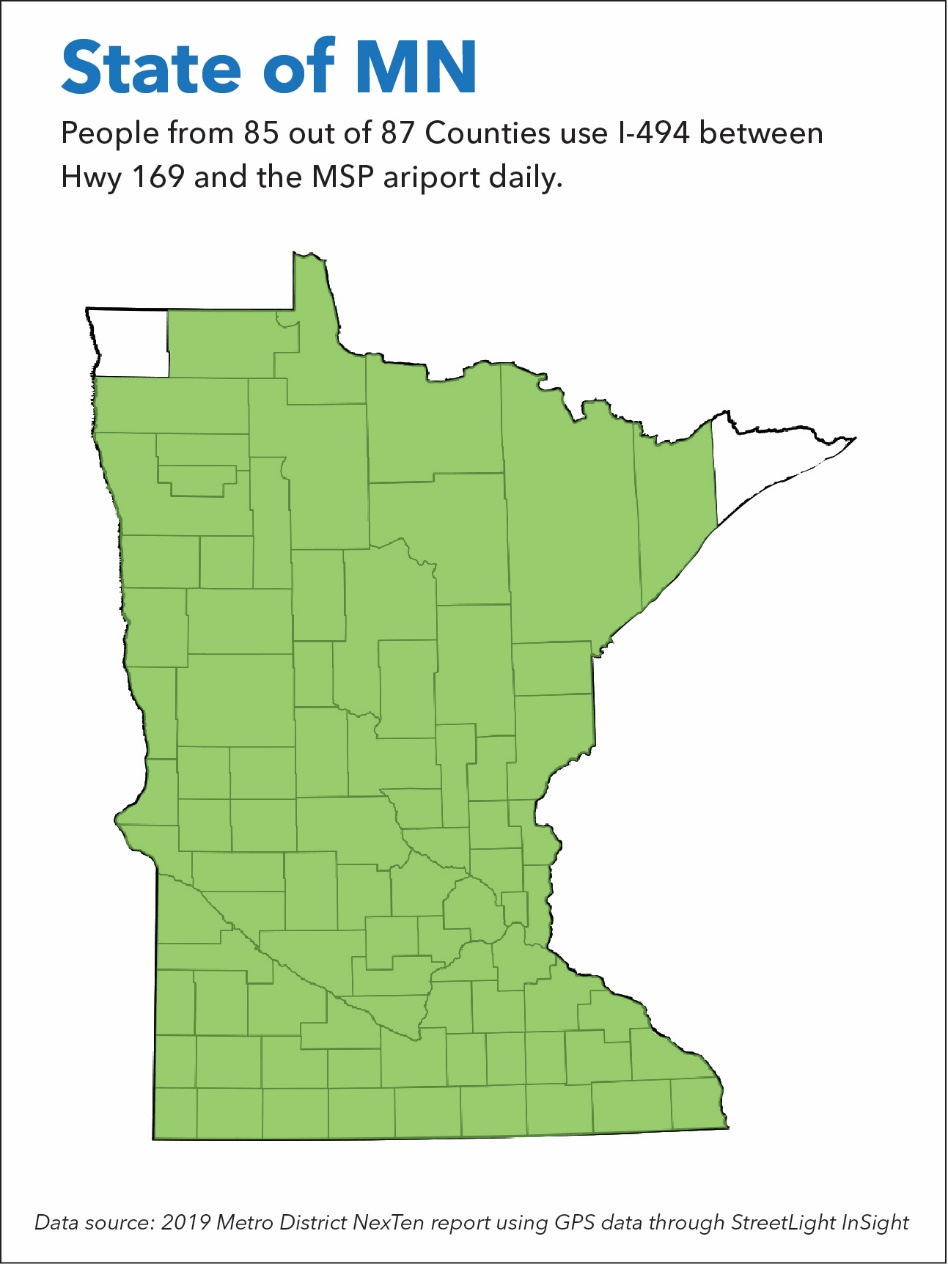 State of MN
People from 85 out of 87 Counties use I-494 between
Hwy 169 and the MSP ariport daily.
Data source: 2019 Metro District NexTen report using GPS data through StreetLight InSight